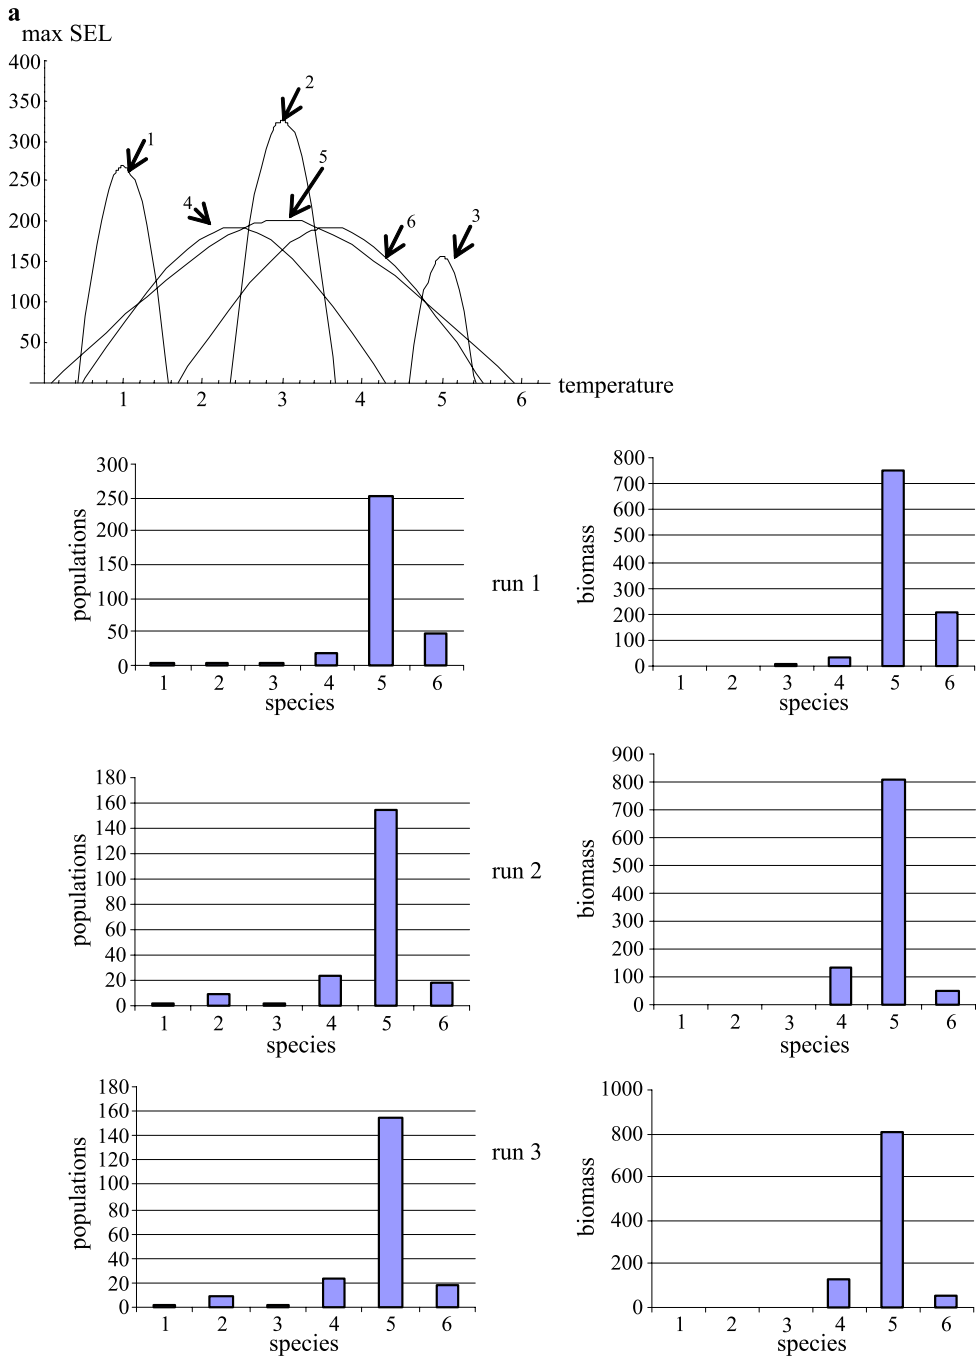 a
max SEL
400
350
300
250
200
150
100
50
1
2
3
4
5
6
1 2 3 4 5 6
temperature
populations
300
250
200
150
100
50
0
1 2 3 4 5 6
species
run 1
biomass
800
700
600
500
400
300
200
100
0
1 2 3 4 5 6
species
populations
180
160
140
120
100
80
60
40
20
0
1 2 3 4 5 6
species
run 2
biomass
900
800
700
600
500
400
300
200
100
0
1 2 3 4 5 6
species
populations
180
160
140
120
100
80
60
40
20
0
1 2 3 4 5 6
species
run 3
biomass
1000
800
600
400
200
0
1 2 3 4 5 6
species